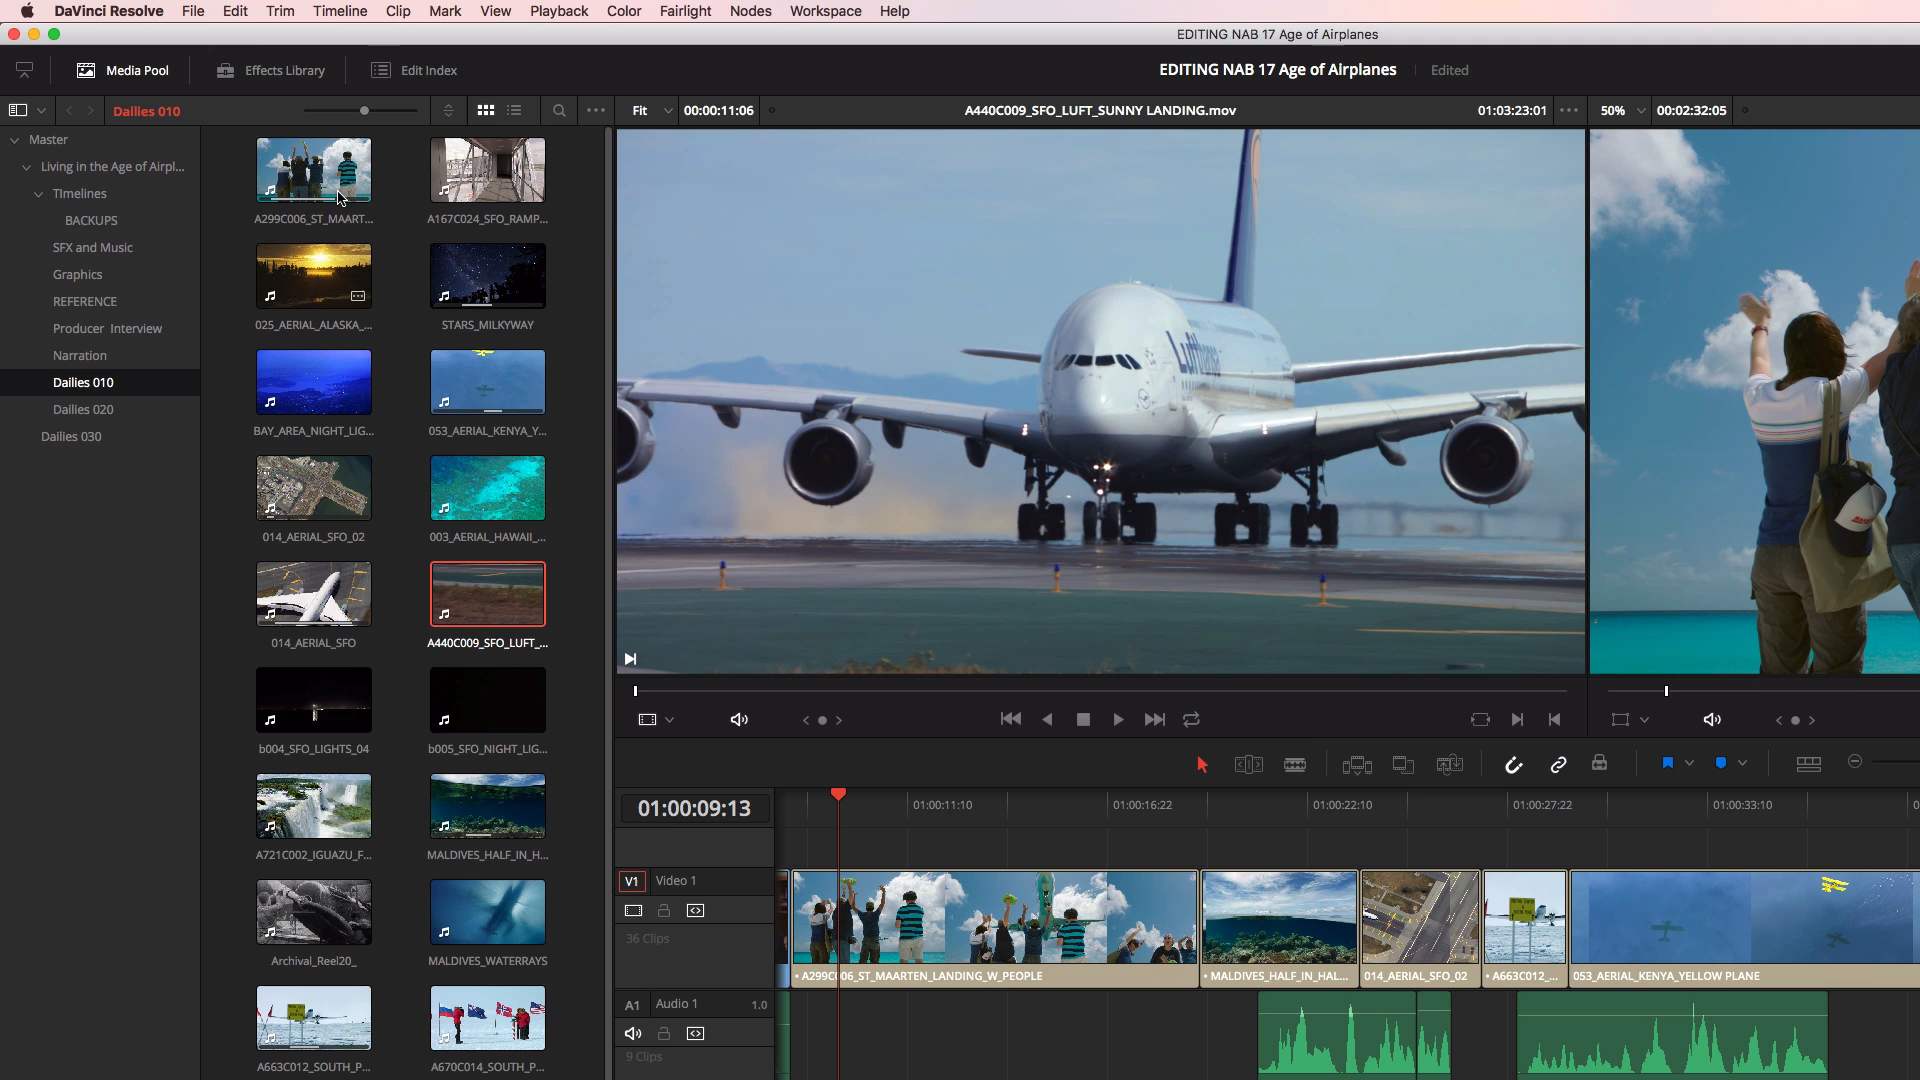 DaVinci Resolve File Edit Trim Timeline Clip Mark View Playback Color Fairlight Nodes Workspace Help
EDITING NAB 17 Age of Airplanes
Media Pool Effects Library Edit Index EDITING NAB 17 Age of Airplanes Edited
Dailies 010 Fit 00:00:11:06 A440C009_SFO_LUFT_SUNNY LANDING.mov 01:03:23:01 50% 00:02:32:05
Master
Living in the Age of Airpl...
TImelines
BACKUPS
SFX and Music
Graphics
REFERENCE
Producer Interview
Narration
Dailies 010
Dailies 020
Dailies 030
A299C006_ST_MAART... A167C024_SFO_RAMP...
025_AERIAL_ALASKA_... STARS_MILKYWAY
BAY_AREA_NIGHT_LIG... 053_AERIAL_KENYA_Y...
014_AERIAL_SFO_02 003_AERIAL_HAWAII_...
014_AERIAL_SFO A440C009_SFO_LUFT_...
b004_SFO_LIGHTS_04 b005_SFO_NIGHT_LIG...
A721C002_IGUAZU_F... MALDIVES_HALF_IN_H...
Archival_Reel20_ MALDIVES_WATERRAYS
A663C012_SOUTH_P... A670C014_SOUTH_P...
Lufthansa
01:00:09:13 01:00:11:10 01:00:16:22 01:00:22:10 01:00:27:22 01:00:33:10
V1 Video 1
36 Clips
A299C006_ST_MAARTEN_LANDING_W_PEOPLE MALDIVES_HALF_IN_HAL... 014_AERIAL_SFO_02 A663C012_... 053_AERIAL_KENYA_YELLOW PLANE
A1 Audio 1 1.0
9 Clips